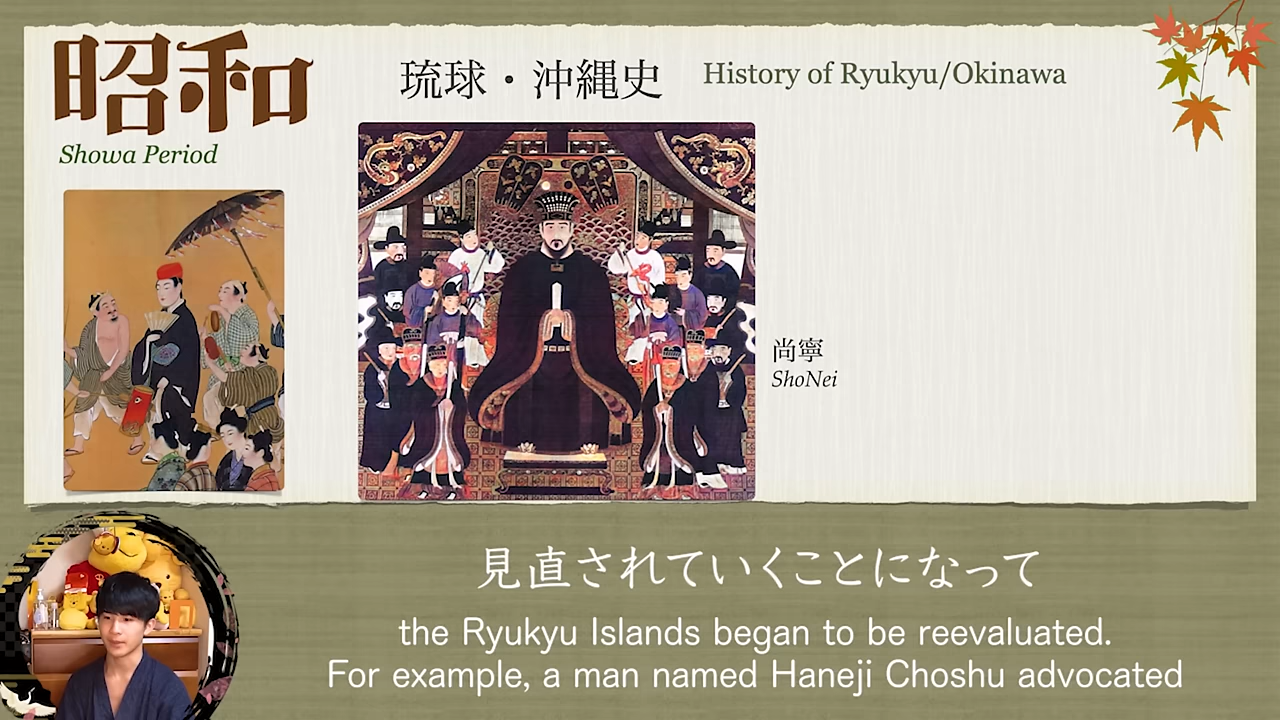 昭和
Showa Period
琉球・沖縄史
History of Ryukyu/Okinawa
尚寧
ShoNei
見直されていくことになって
the Ryukyu Islands began to be reevaluated.
For example, a man named Haneji Choshu advocated